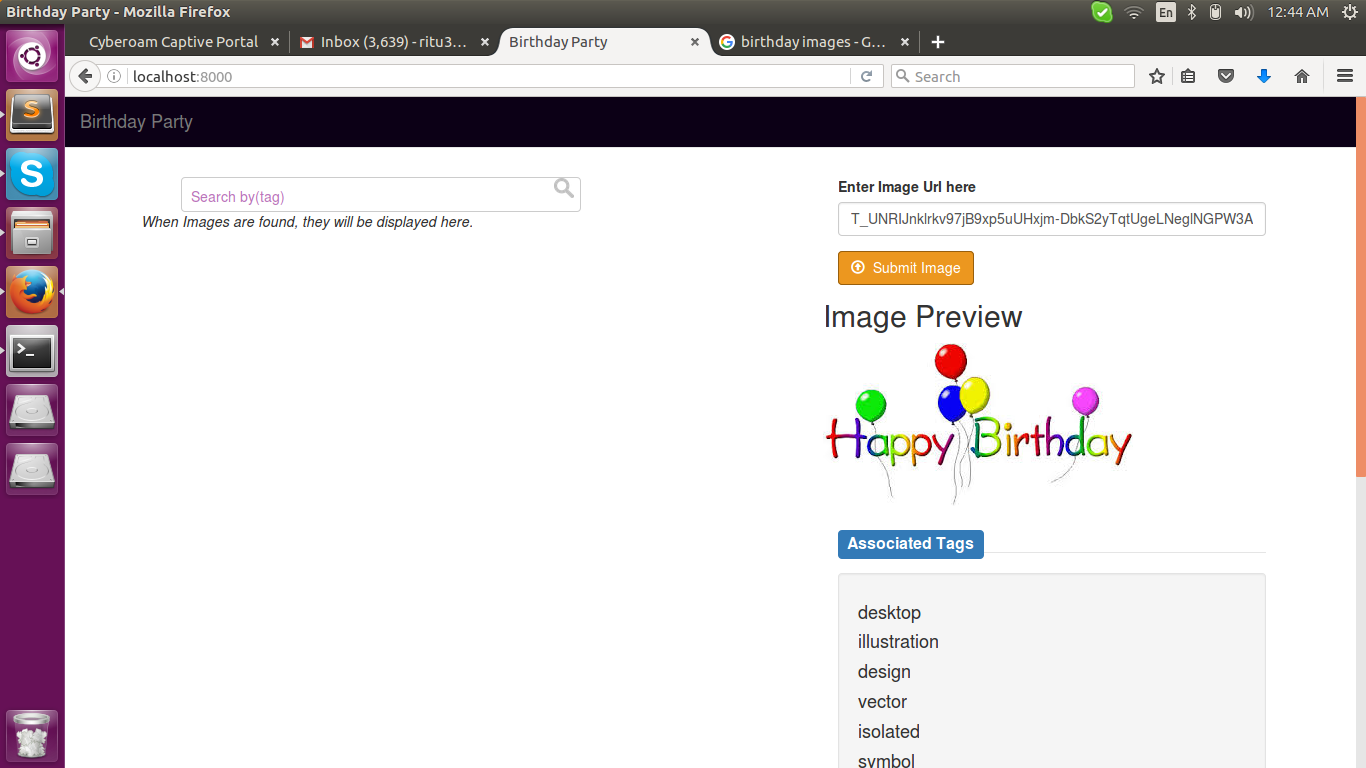 Birthday Party - Mozilla Firefox
En
12:44 AM
Cyberoam Captive Portal
Inbox (3,639) - ritu3…
Birthday Party
birthday images - G…
localhost:8000
Search
Birthday Party
Search by(tag)
When Images are found, they will be displayed here.
Enter Image Url here
T_UNRIJnklrkv97jB9xp5uUHxjm-DbkS2yTqtUgeLNeglNGPW3A
Submit Image
Image Preview
Happy Birthday
Associated Tags
desktop
illustration
design
vector
isolated
symbol